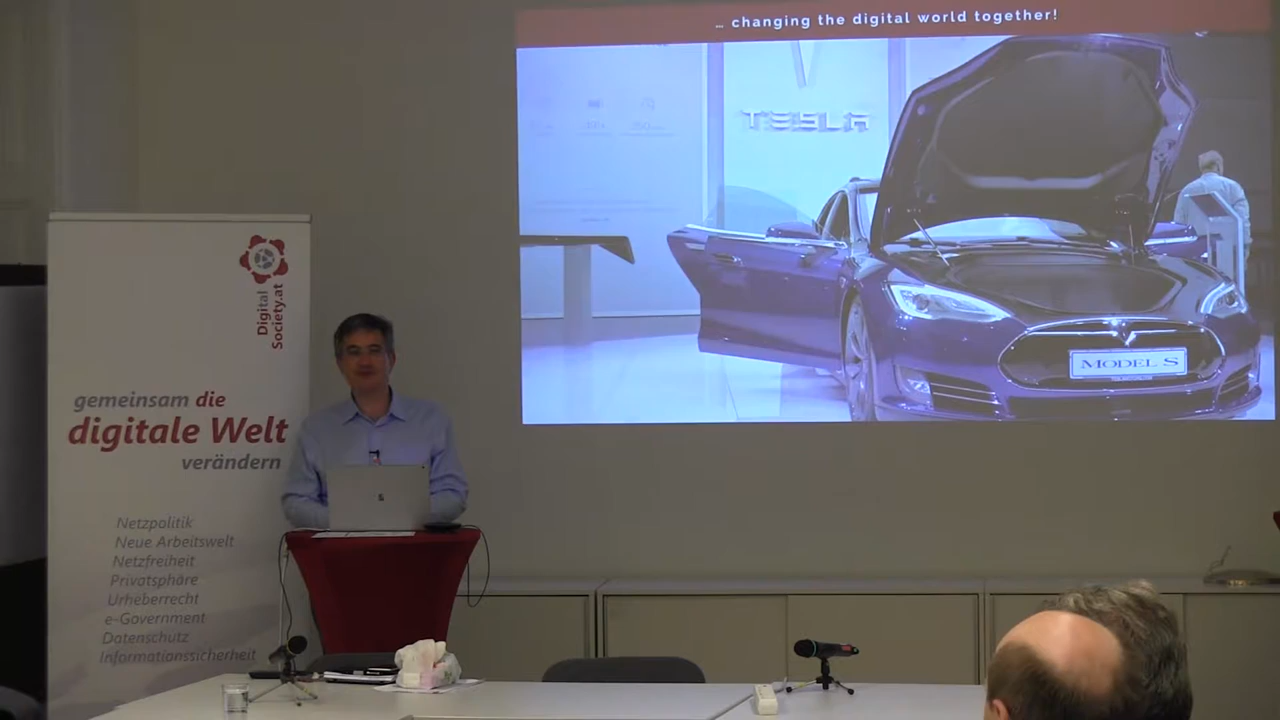 … changing the digital world together!
TESLA
MODEL S
Digital
Society.at
gemeinsam die
digitale Welt
verändern
Netzpolitik
Neue Arbeitswelt
Netzfreiheit
Privatsphäre
Urheberrecht
e-Government
Datenschutz
Informationssicherheit